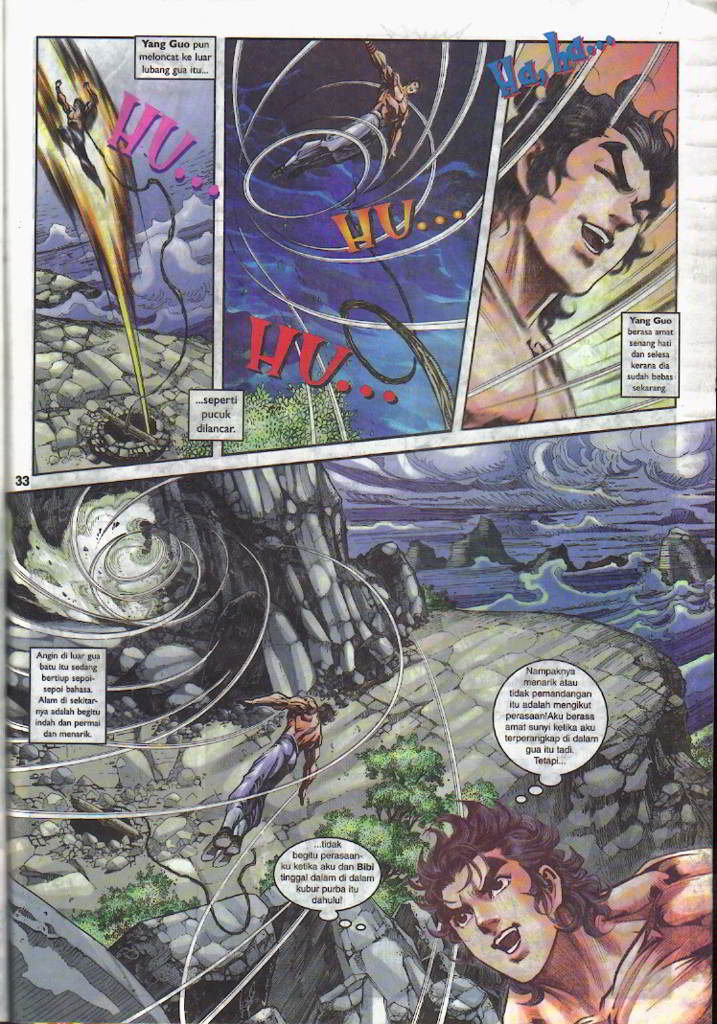 Yang Guo pun
meloncat ke luar
lubang gua itu...
HU...
HU...
HU...
...seperti
pucuk
dilancar.
Ha, ha...
Yang Guo
berasa amat
senang hati
dan selesa
kerana dia
sudah bebas
sekarang.
33
Angin di luar gua
batu itu sedang
bertiup sepoi-
sepoi bahasa.
Alam di sekitar-
nya adalah begitu
indah dan permai
dan menarik.
Nampaknya
menarik atau
tidak pemandangan
itu adalah mengikut
perasaan!Aku berasa
amat sunyi ketika aku
terperangkap di dalam
gua itu tadi.
Tetapi...
...tidak
begitu perasaan-
ku ketika aku dan Bibi
tinggal dalam di
kubur purba itu
dahulu!